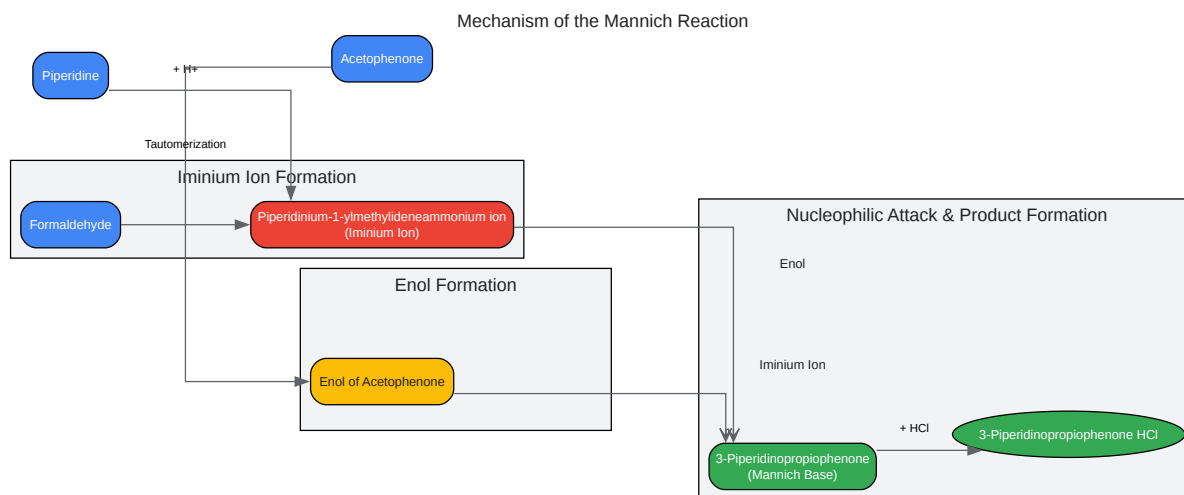 Mechanism of the Mannich Reaction
Acetophenone
Piperidine
+ H+
Tautomerization
Iminium Ion Formation
Formaldehyde
Piperidinium-1-ylmethylideneammonium ion
(Iminium Ion)
Nucleophilic Attack & Product Formation
Enol
Enol Formation
Iminium Ion
Enol of Acetophenone
+ HCl
3-Piperidinopropiophenone HCl
3-Piperidinopropiophenone
(Mannich Base)